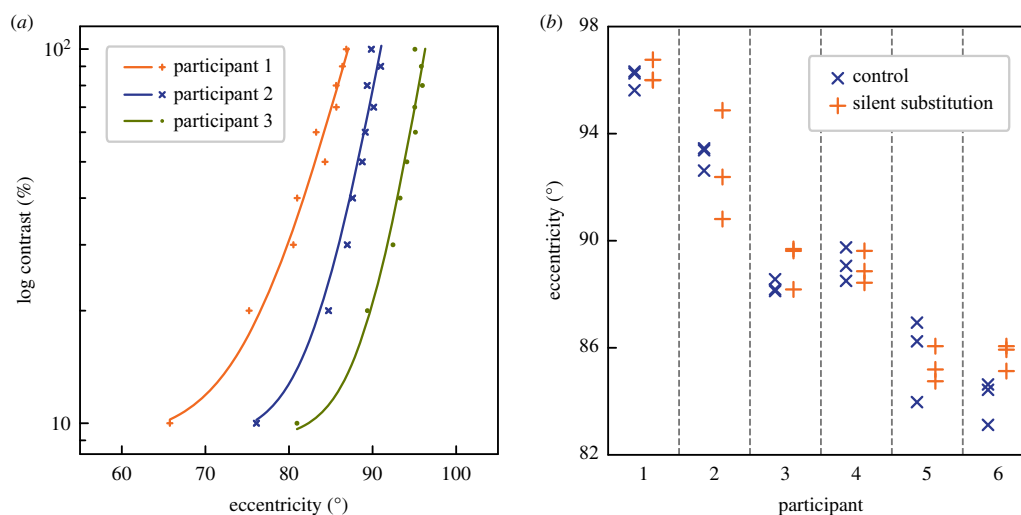 (a)
10²
participant 1
participant 2
participant 3
log contrast (%)
10
60 70 80 90 100
eccentricity (°)
(b)
98
94
90
86
82
control
silent substitution
eccentricity (°)
1 2 3 4 5 6
participant